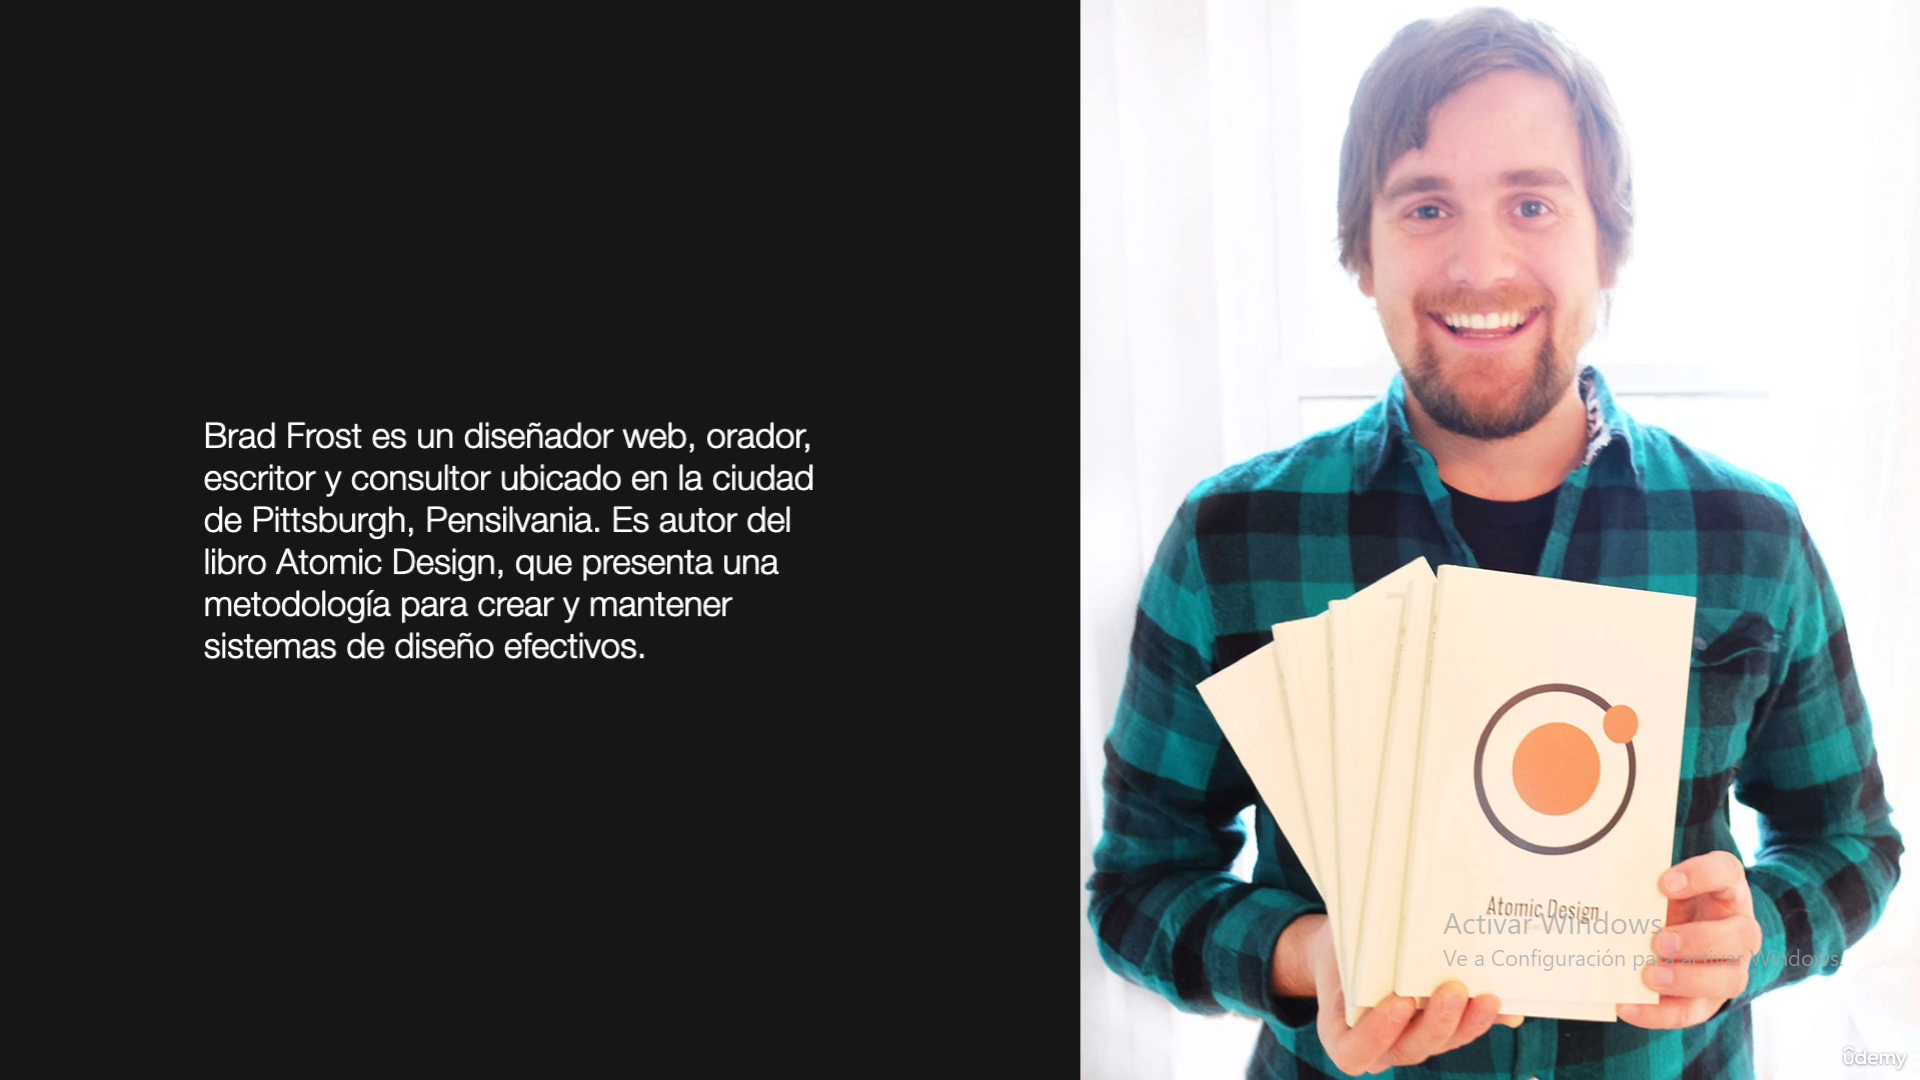 Brad Frost es un diseñador web, orador,
escritor y consultor ubicado en la ciudad
de Pittsburgh, Pensilvania. Es autor del
libro Atomic Design, que presenta una
metodología para crear y mantener
sistemas de diseño efectivos.
Atomic Design
Activar Windows
Ve a Configuración para activar Windows.
ûdemy